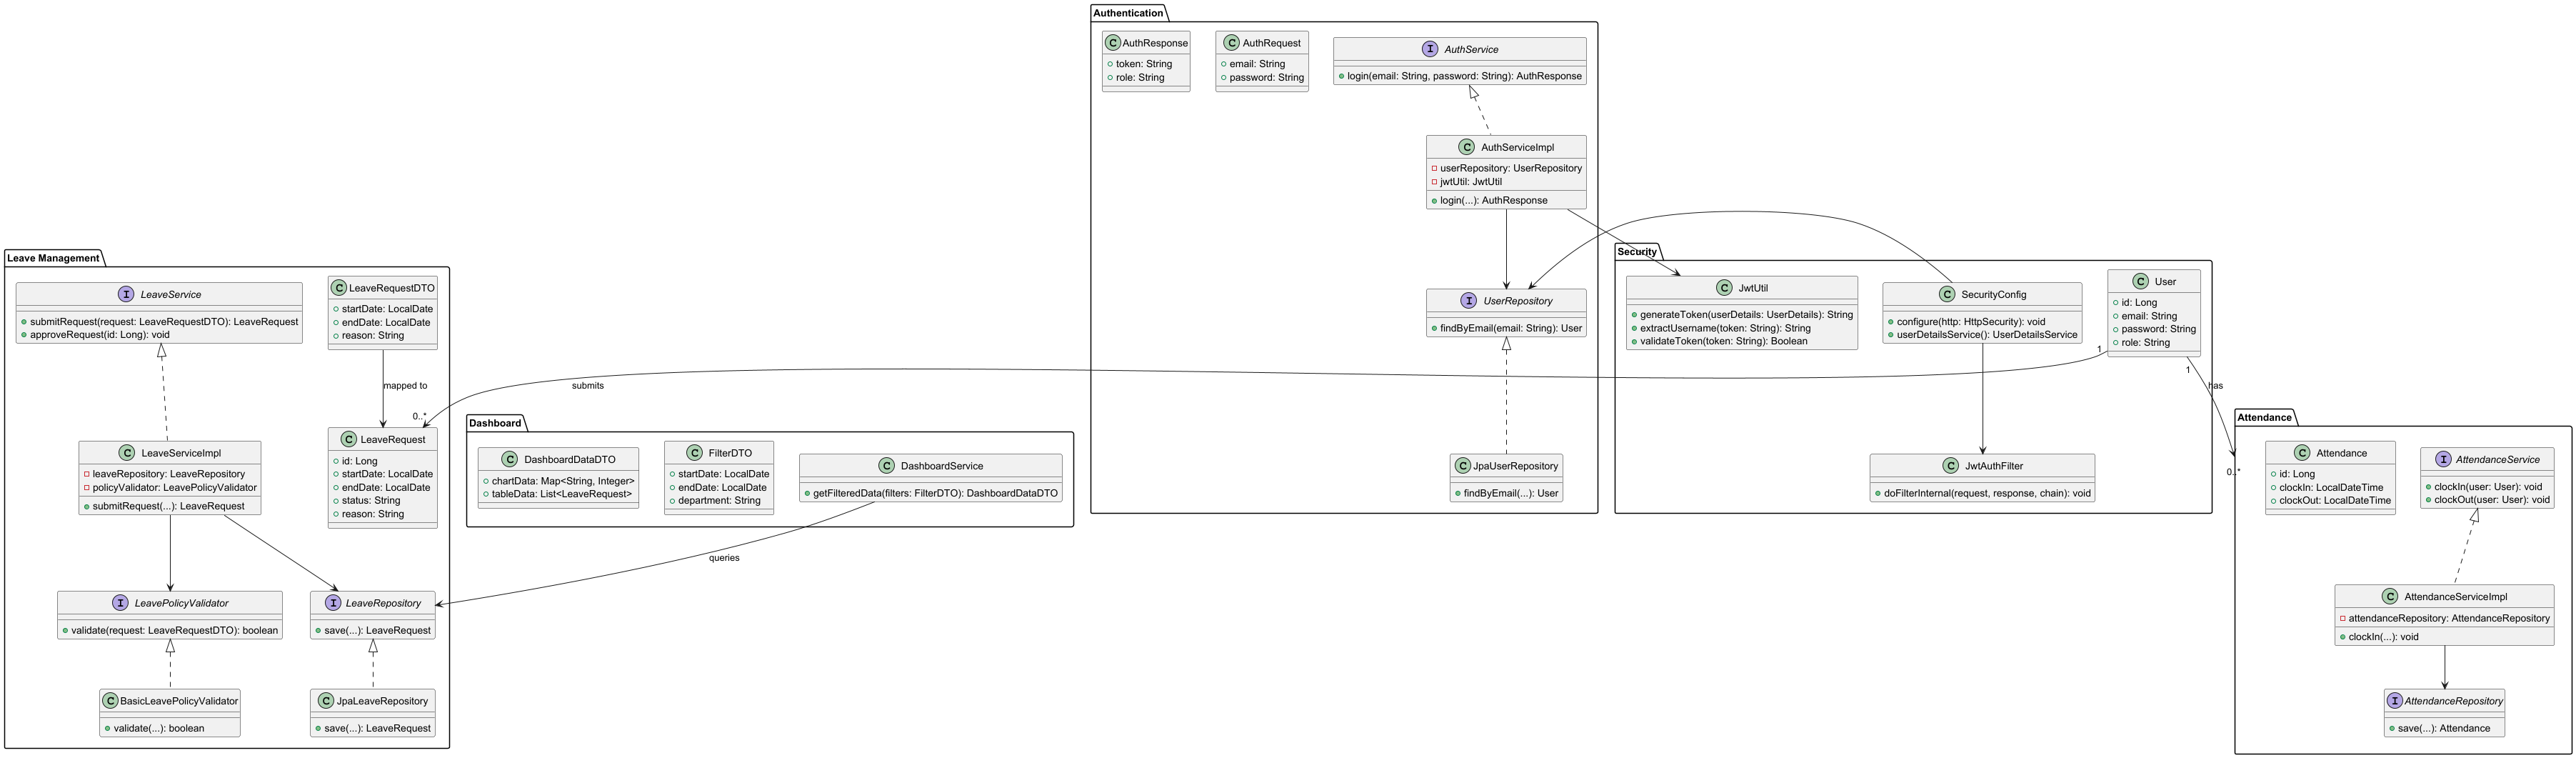 Authentication
C AuthResponse
token: String
role: String
C AuthRequest
email: String
password: String
I AuthService
login(email: String, password: String): AuthResponse
C AuthServiceImpl
userRepository: UserRepository
jwtUtil: JwtUtil
login(...): AuthResponse
I UserRepository
findByEmail(email: String): User
C JpaUserRepository
findByEmail(...): User
Security
C JwtUtil
generateToken(userDetails: UserDetails): String
extractUsername(token: String): String
validateToken(token: String): Boolean
C SecurityConfig
configure(http: HttpSecurity): void
userDetailsService(): UserDetailsService
C User
id: Long
email: String
password: String
role: String
C JwtAuthFilter
doFilterInternal(request, response, chain): void
1
1
has
0..*
submits
0..*
Leave Management
I LeaveService
submitRequest(request: LeaveRequestDTO): LeaveRequest
approveRequest(id: Long): void
C LeaveRequestDTO
startDate: LocalDate
endDate: LocalDate
reason: String
mapped to
C LeaveServiceImpl
leaveRepository: LeaveRepository
policyValidator: LeavePolicyValidator
submitRequest(...): LeaveRequest
C LeaveRequest
id: Long
startDate: LocalDate
endDate: LocalDate
status: String
reason: String
I LeavePolicyValidator
validate(request: LeaveRequestDTO): boolean
I LeaveRepository
save(...): LeaveRequest
C BasicLeavePolicyValidator
validate(...): boolean
C JpaLeaveRepository
save(...): LeaveRequest
Dashboard
C DashboardDataDTO
chartData: Map<String, Integer>
tableData: List<LeaveRequest>
C FilterDTO
startDate: LocalDate
endDate: LocalDate
department: String
C DashboardService
getFilteredData(filters: FilterDTO): DashboardDataDTO
queries
Attendance
C Attendance
id: Long
clockIn: LocalDateTime
clockOut: LocalDateTime
I AttendanceService
clockIn(user: User): void
clockOut(user: User): void
C AttendanceServiceImpl
attendanceRepository: AttendanceRepository
clockIn(...): void
I AttendanceRepository
save(...): Attendance